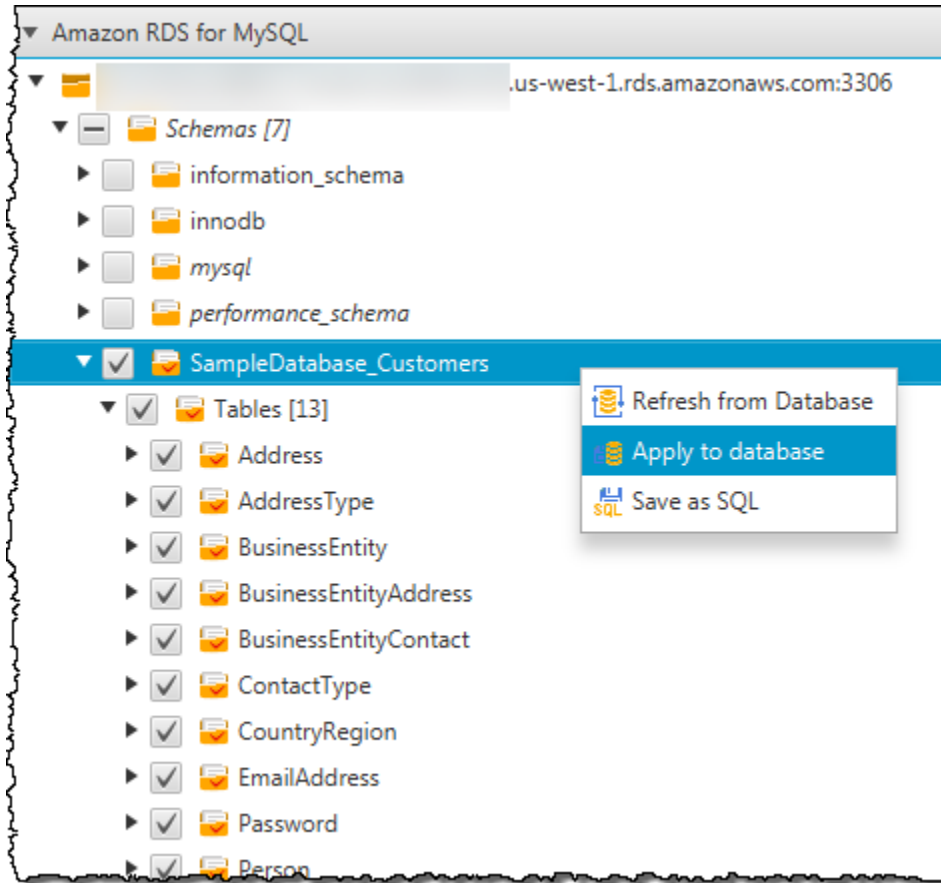 Amazon RDS for MySQL
.us-west-1.rds.amazonaws.com:3306
Schemas [7]
information_schema
innodb
mysql
performance_schema
SampleDatabase_Customers
Refresh from Database
Apply to database
SQL Save as SQL
Tables [13]
Address
AddressType
BusinessEntity
BusinessEntityAddress
BusinessEntityContact
ContactType
CountryRegion
EmailAddress
Password
Person